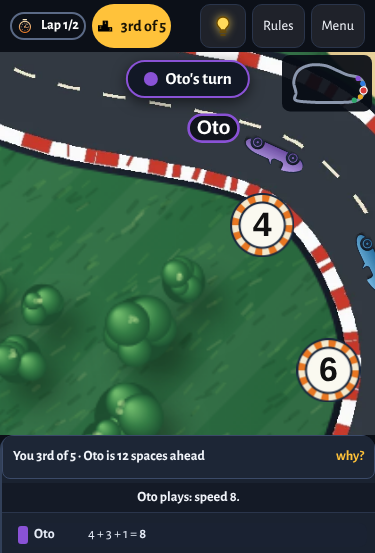 Lap 1/2
3rd of 5
Rules
Menu
Oto's turn
Oto
4
6
You 3rd of 5 · Oto is 12 spaces ahead
why?
Oto plays: speed 8.
Oto 4 + 3 + 1 = 8